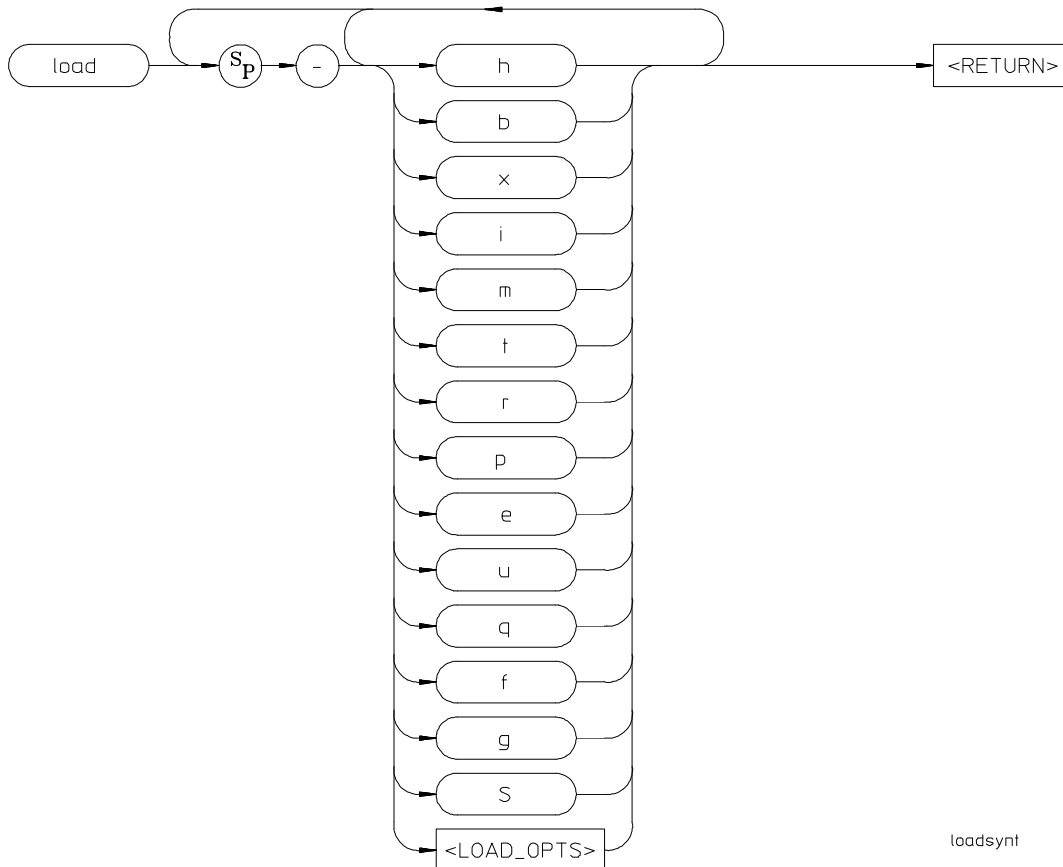 load SP - h <RETURN>
b
x
i
m
t
r
p
e
u
q
f
g
S
<LOAD_OPTS>
loadsynt